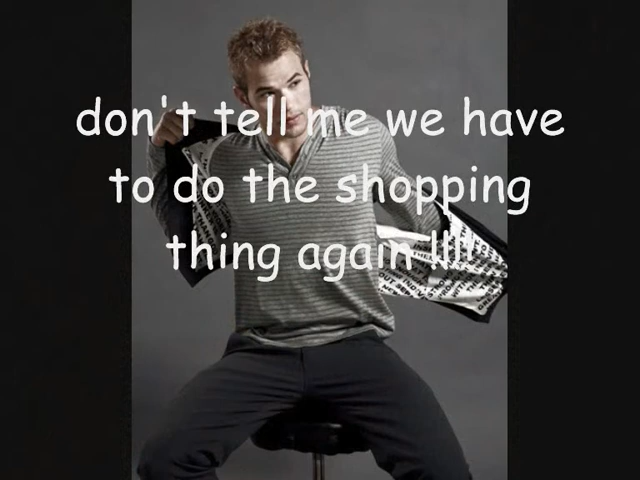 don't tell me we have
to do the shopping
thing again !!!!